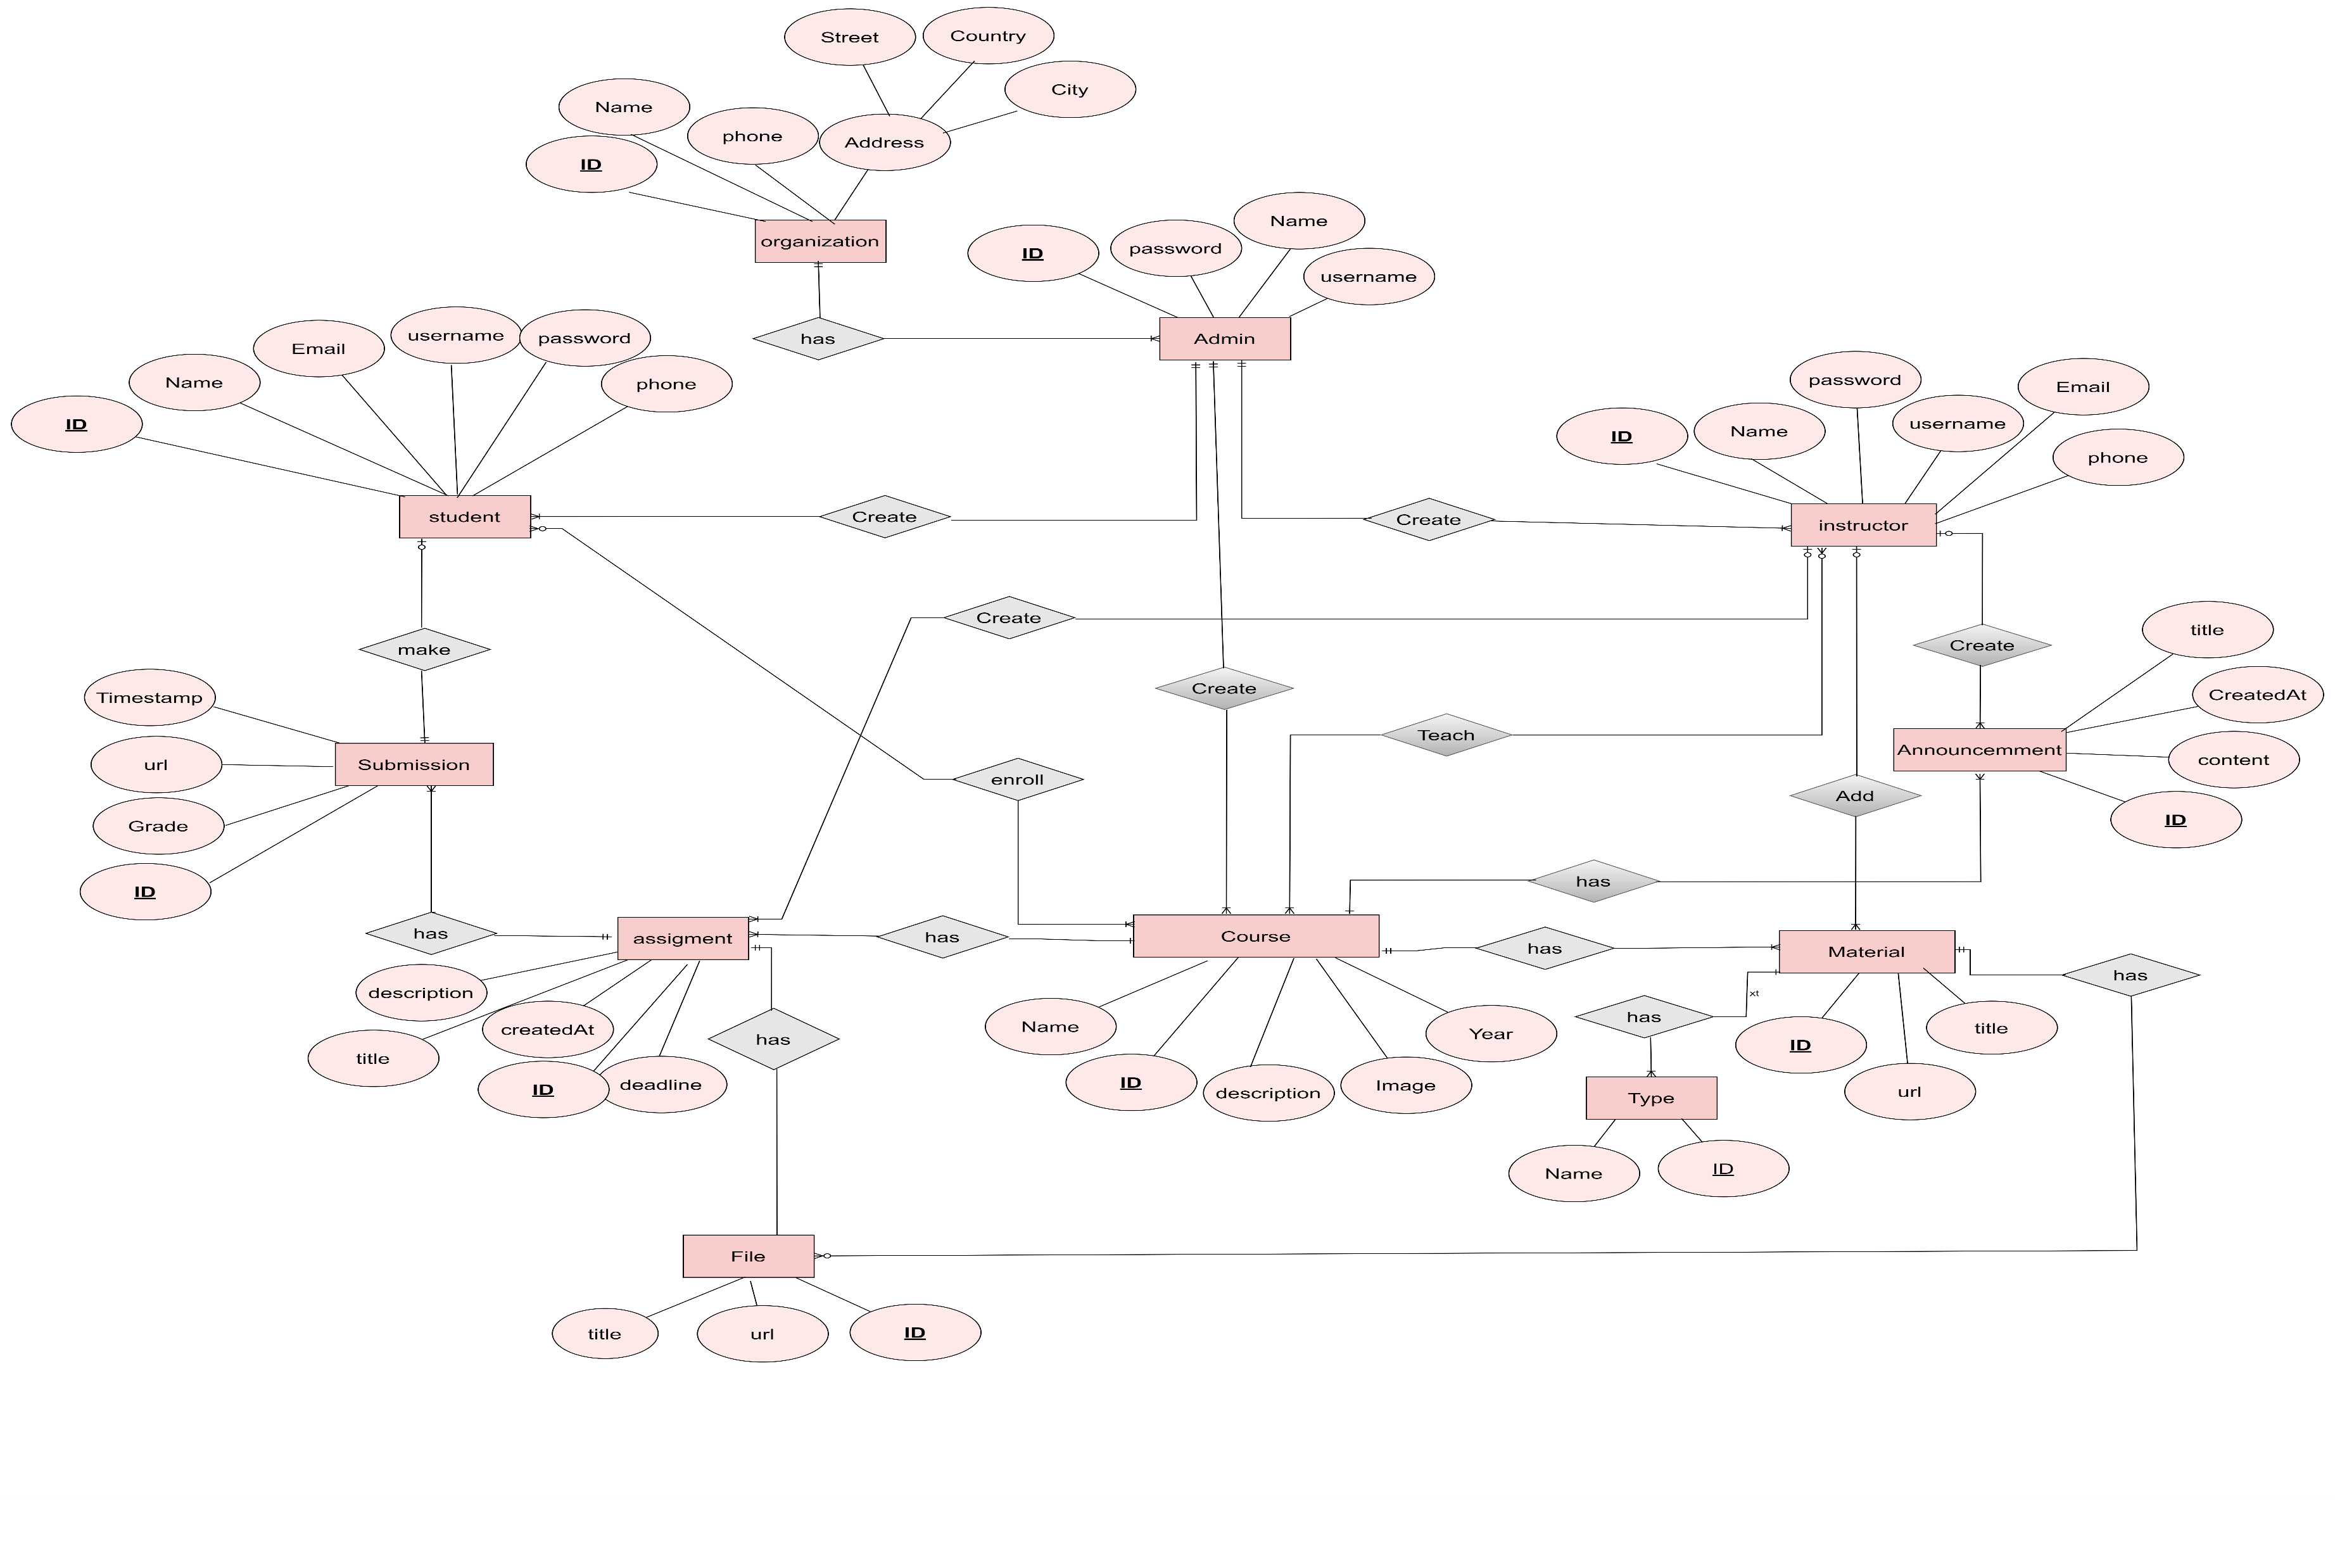 Street
Country
City
Name
phone
Address
ID
organization
Name
ID
password
username
has
Admin
Email
username
password
Name
phone
ID
password
Email
ID
Name
username
phone
student
Create
Create
instructor
Create
make
Create
title
Timestamp
Create
CreatedAt
Teach
Announcemment
url
Submission
enroll
content
Add
Grade
ID
ID
has
has
assigment
has
Course
has
Material
has
description
xt
title
createdAt
has
Name
has
Year
ID
title
ID
deadline
ID
description
Image
Type
url
Name
ID
File
title
url
ID